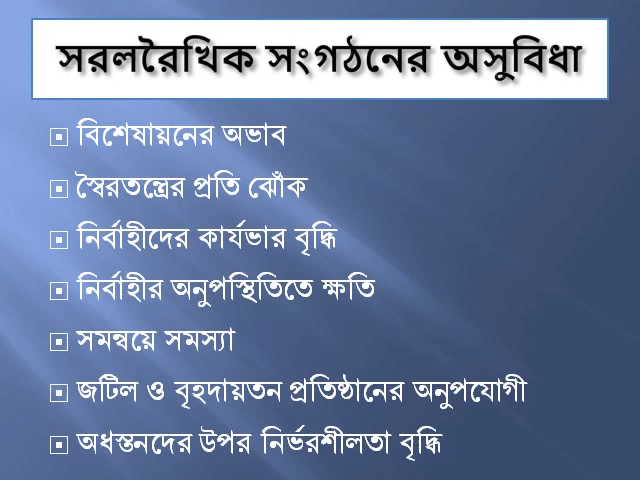 সরলরৈখিক সংগঠনের অসুবিধা
বিশেষায়নের অভাব
স্বৈরতন্ত্রের প্রতি ঝোঁক
নির্বাহীদের কার্যভার বৃদ্ধি
নির্বাহীর অনুপস্থিতিতে ক্ষতি
সমন্বয়ে সমস্যা
জটিল ও বৃহদায়তন প্রতিষ্ঠানের অনুপযোগী
অধস্তনদের উপর নির্ভরশীলতা বৃদ্ধি